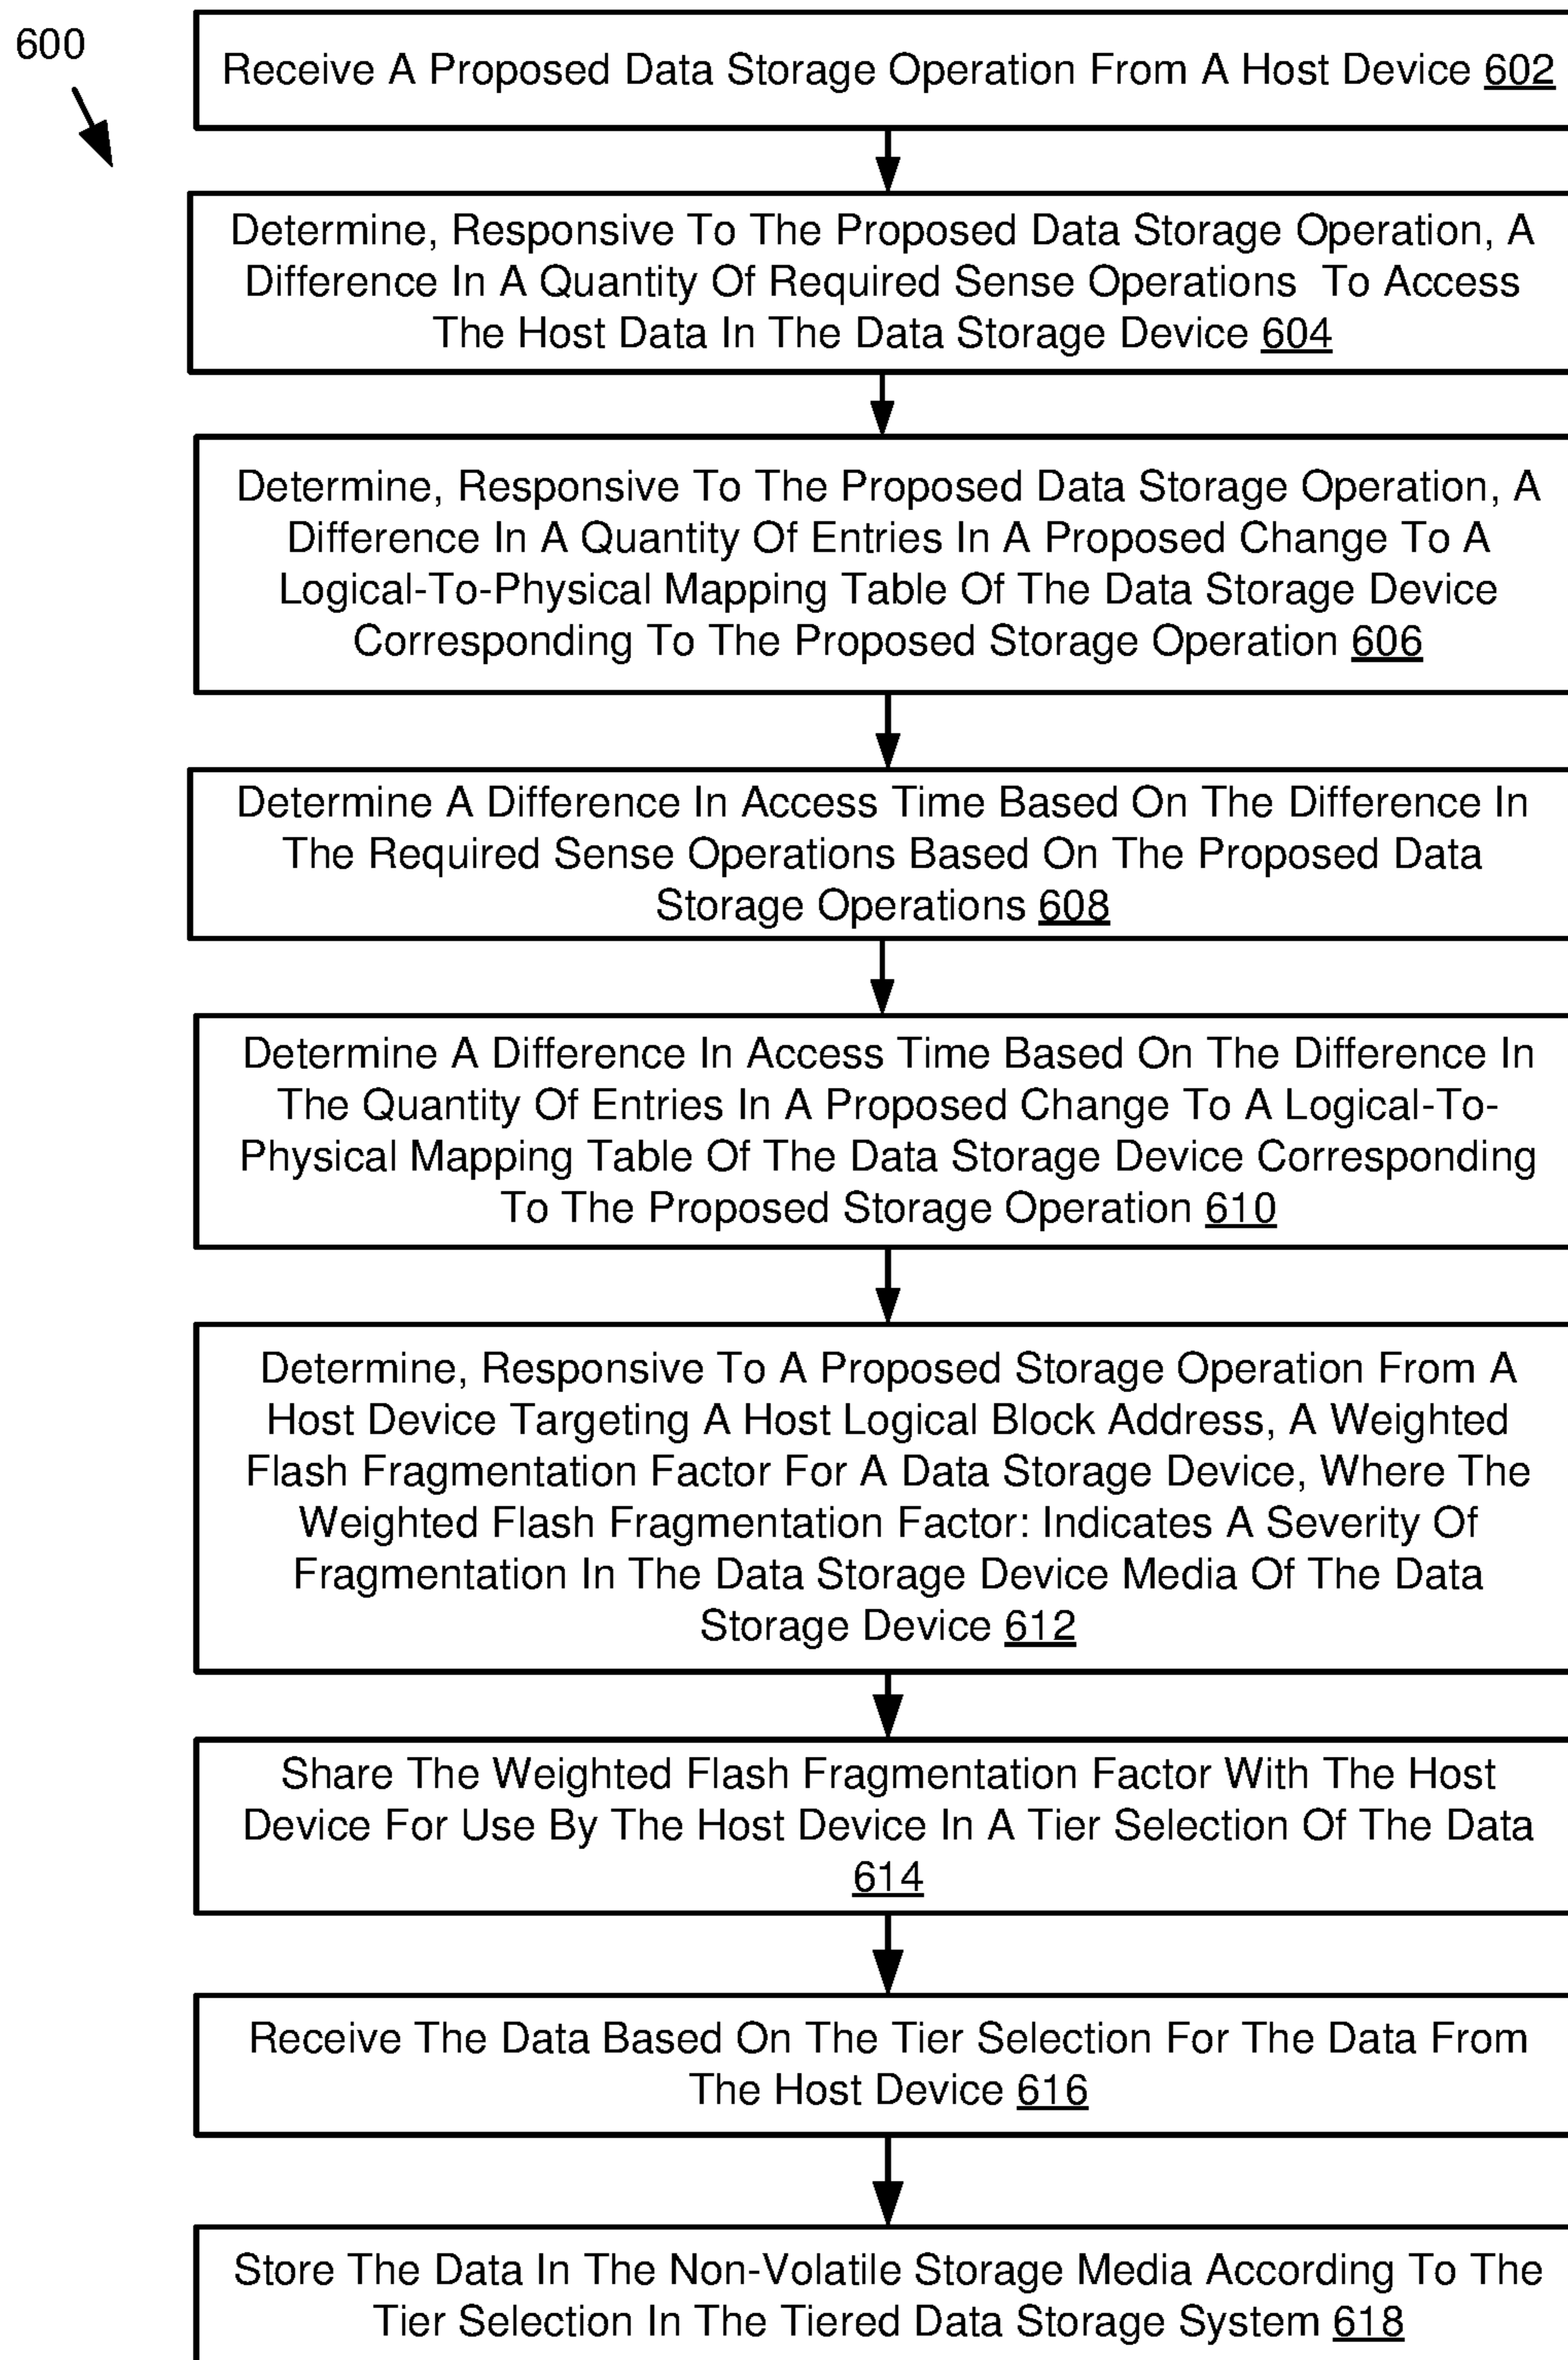 600
Receive A Proposed Data Storage Operation From A Host Device 602
Determine, Responsive To The Proposed Data Storage Operation, A
Difference In A Quantity Of Required Sense Operations To Access
The Host Data In The Data Storage Device 604
Determine, Responsive To The Proposed Data Storage Operation, A
Difference In A Quantity Of Entries In A Proposed Change To A
Logical-To-Physical Mapping Table Of The Data Storage Device
Corresponding To The Proposed Storage Operation 606
Determine A Difference In Access Time Based On The Difference In
The Required Sense Operations Based On The Proposed Data
Storage Operations 608
Determine A Difference In Access Time Based On The Difference In
The Quantity Of Entries In A Proposed Change To A Logical-To-
Physical Mapping Table Of The Data Storage Device Corresponding
To The Proposed Storage Operation 610
Determine, Responsive To A Proposed Storage Operation From A
Host Device Targeting A Host Logical Block Address, A Weighted
Flash Fragmentation Factor For A Data Storage Device, Where The
Weighted Flash Fragmentation Factor: Indicates A Severity Of
Fragmentation In The Data Storage Device Media Of The Data
Storage Device 612
Share The Weighted Flash Fragmentation Factor With The Host
Device For Use By The Host Device In A Tier Selection Of The Data
614
Receive The Data Based On The Tier Selection For The Data From
The Host Device 616
Store The Data In The Non-Volatile Storage Media According To The
Tier Selection In The Tiered Data Storage System 618